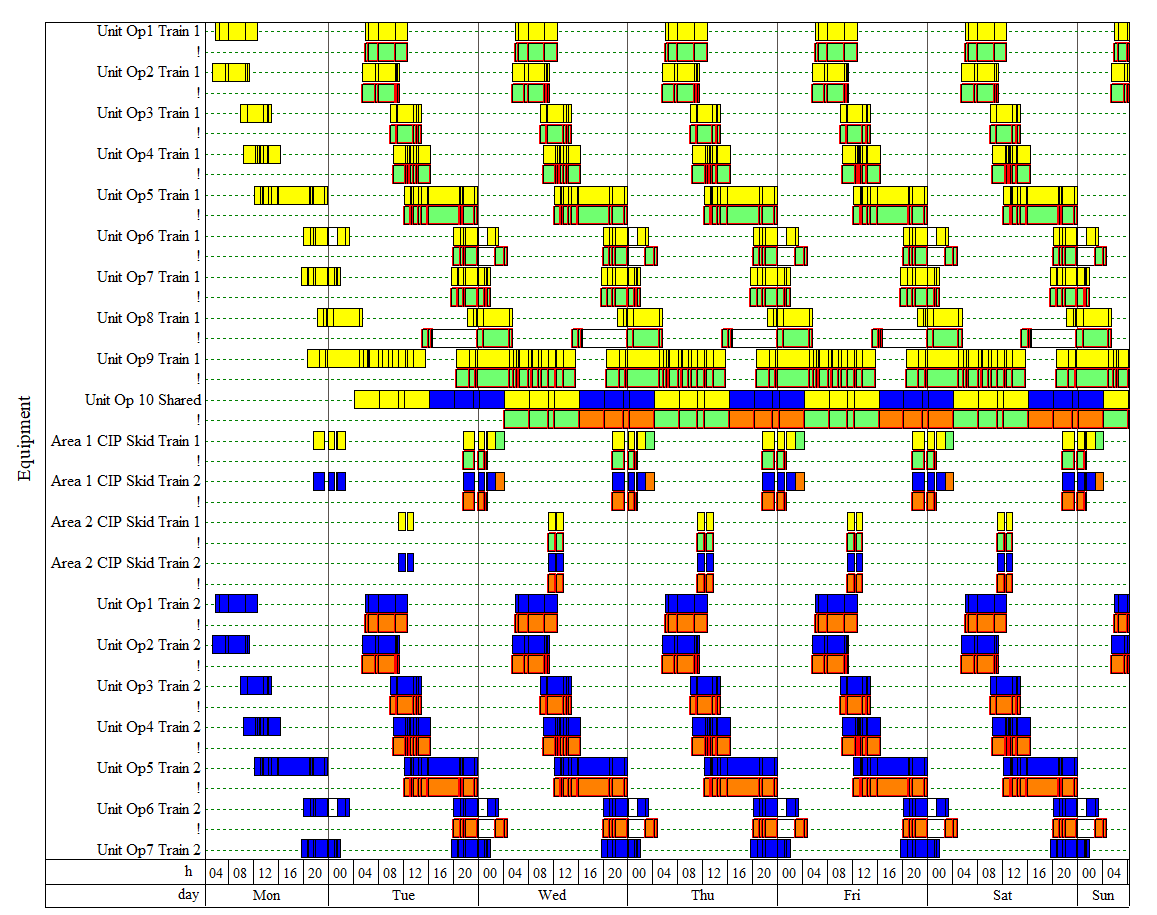 Equipment
Unit Op1 Train 1
!
Unit Op2 Train 1
!
Unit Op3 Train 1
!
Unit Op4 Train 1
!
Unit Op5 Train 1
!
Unit Op6 Train 1
!
Unit Op7 Train 1
!
Unit Op8 Train 1
!
Unit Op9 Train 1
!
Unit Op 10 Shared
!
Area 1 CIP Skid Train 1
!
Area 1 CIP Skid Train 2
!
Area 2 CIP Skid Train 1
!
Area 2 CIP Skid Train 2
!
Unit Op1 Train 2
!
Unit Op2 Train 2
!
Unit Op3 Train 2
!
Unit Op4 Train 2
!
Unit Op5 Train 2
!
Unit Op6 Train 2
!
Unit Op7 Train 2
h 04 08 12 16 20 00 04 08 12 16 20 00 04 08 12 16 20 00 04 08 12 16 20 00 04 08 12 16 20 00 04 08 12 16 20 00 04
day Mon Tue Wed Thu Fri Sat Sun